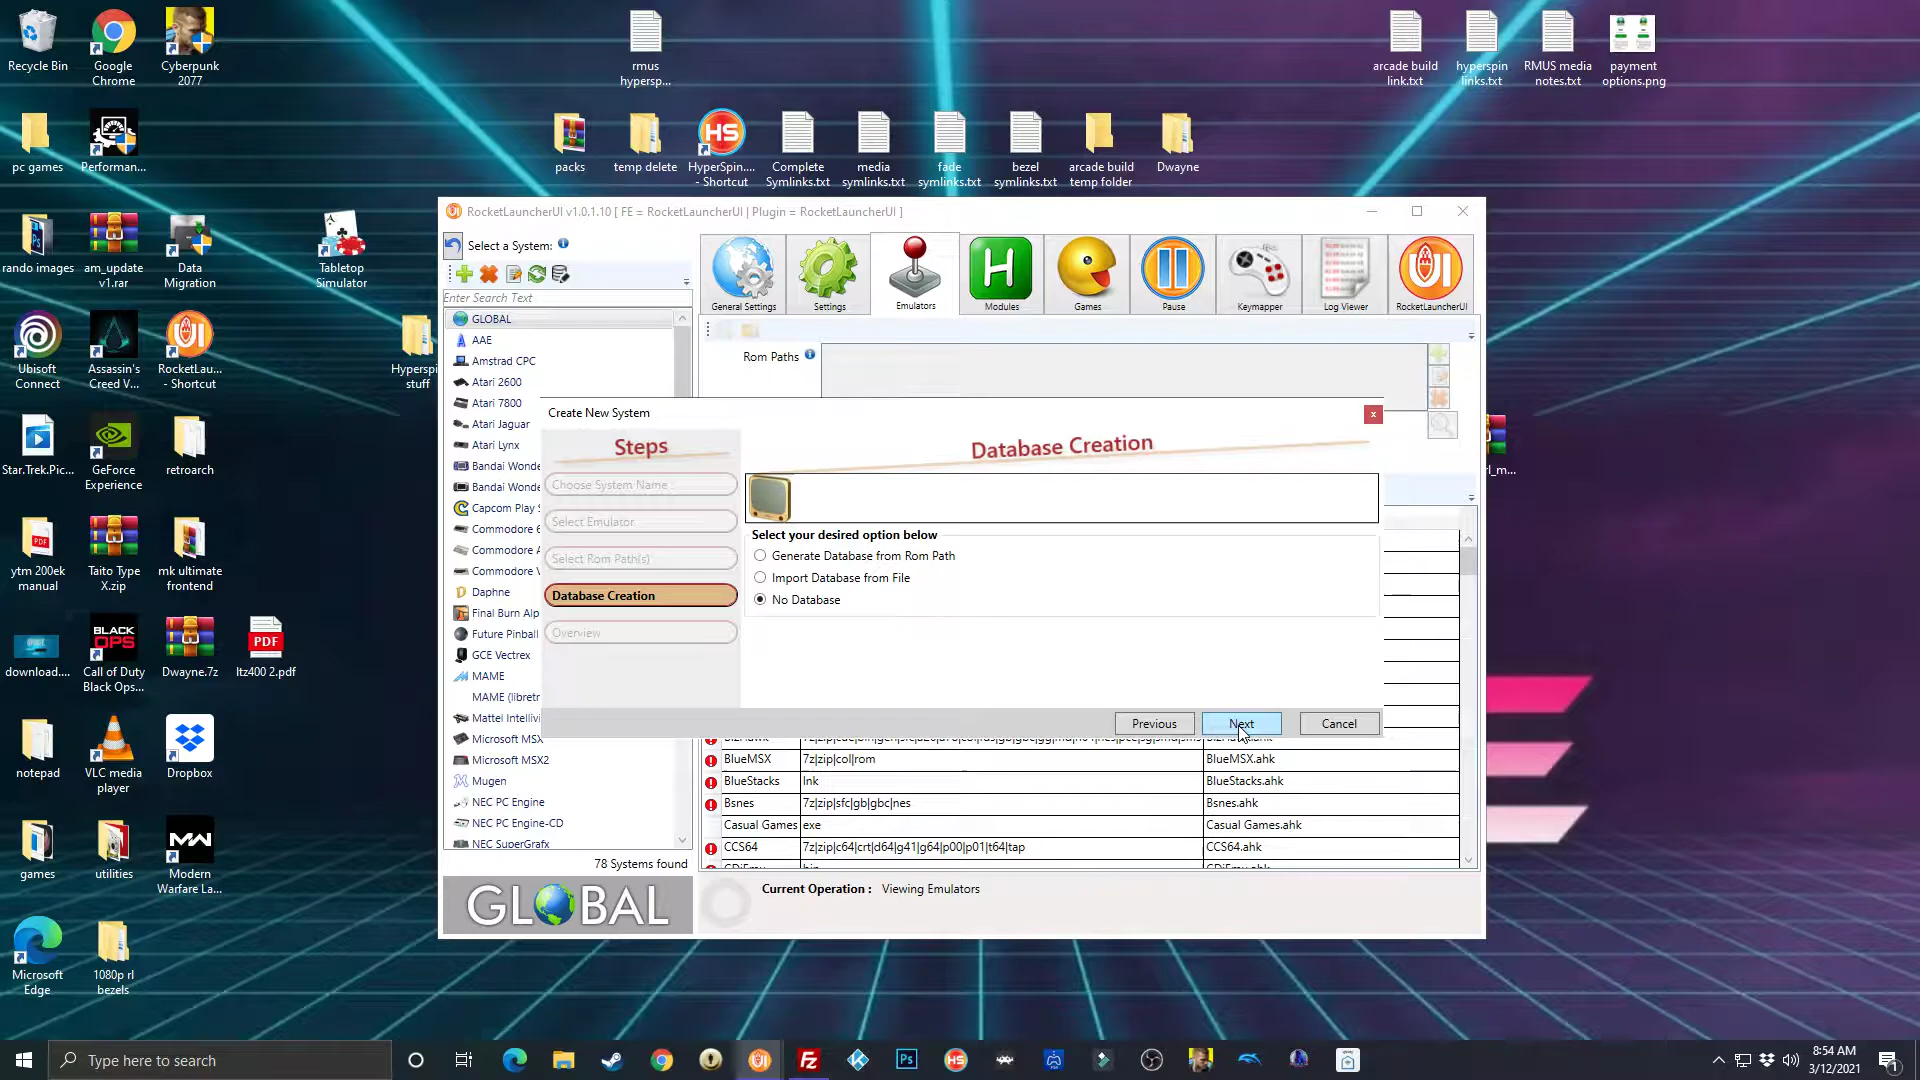 Recycle Bin
Google
Chrome
Cyberpunk
2077
rmus
hypersp...
arcade build
link.txt
hyperspin
links.txt
RMUS media
notes.txt
payment
options.png
pc games
Performan...
packs
temp delete
HyperSpin....
- Shortcut
Complete
Symlinks.txt
media
symlinks.txt
fade
symlinks.txt
bezel
symlinks.txt
arcade build
temp folder
Dwayne
rando images
am_update
v1.rar
Data
Migration
Tabletop
Simulator
Ubisoft
Connect
Assassin's
Creed V...
RocketLau...
- Shortcut
Hyperspi
stuff
Star.Trek.Pic...
GeForce
Experience
retroarch
rl_m...
ytm 200ek
manual
Taito Type
X.zip
mk ultimate
frontend
download....
BLACK
OPS
Call of Duty
Black Ops...
Dwayne.7z
PDF
ltz400 2.pdf
notepad
VLC media
player
Dropbox
games
utilities
MW
Modern
Warfare La...
Microsoft
Edge
1080p rl
bezels
RocketLauncherUI v1.0.1.10 [ FE = RocketLauncherUI | Plugin = RocketLauncherUI ]
Select a System:
Enter Search Text
General Settings
Settings
Emulators
Modules
Games
Pause
Keymapper
Log Viewer
RocketLauncherUI
Rom Paths
GLOBAL
AAE
Amstrad CPC
Atari 2600
Atari 7800
Atari Jaguar
Atari Lynx
Bandai Wonde
Bandai Wonde
Capcom Play S
Commodore 6
Commodore A
Commodore V
Daphne
Final Burn Alp
Future Pinball
GCE Vectrex
MAME
MAME (libretr
Mattel Intellivi
Microsoft MSX
Microsoft MSX2
Mugen
NEC PC Engine
NEC PC Engine-CD
NEC SuperGrafx
78 Systems found
GLOBAL
Create New System
x
Steps
Choose System Name
Select Emulator
Select Rom Path(s)
Database Creation
Overview
Database Creation
Select your desired option below
Generate Database from Rom Path
Import Database from File
No Database
Previous
Next
Cancel
BlueMSX 7z|zip|col|rom BlueMSX.ahk
BlueStacks lnk BlueStacks.ahk
Bsnes 7z|zip|sfc|gb|gbc|nes Bsnes.ahk
Casual Games exe Casual Games.ahk
CCS64 7z|zip|c64|crt|d64|g41|g64|p00|p01|t64|tap CCS64.ahk
Current Operation : Viewing Emulators
Type here to search
8:54 AM
3/12/2021